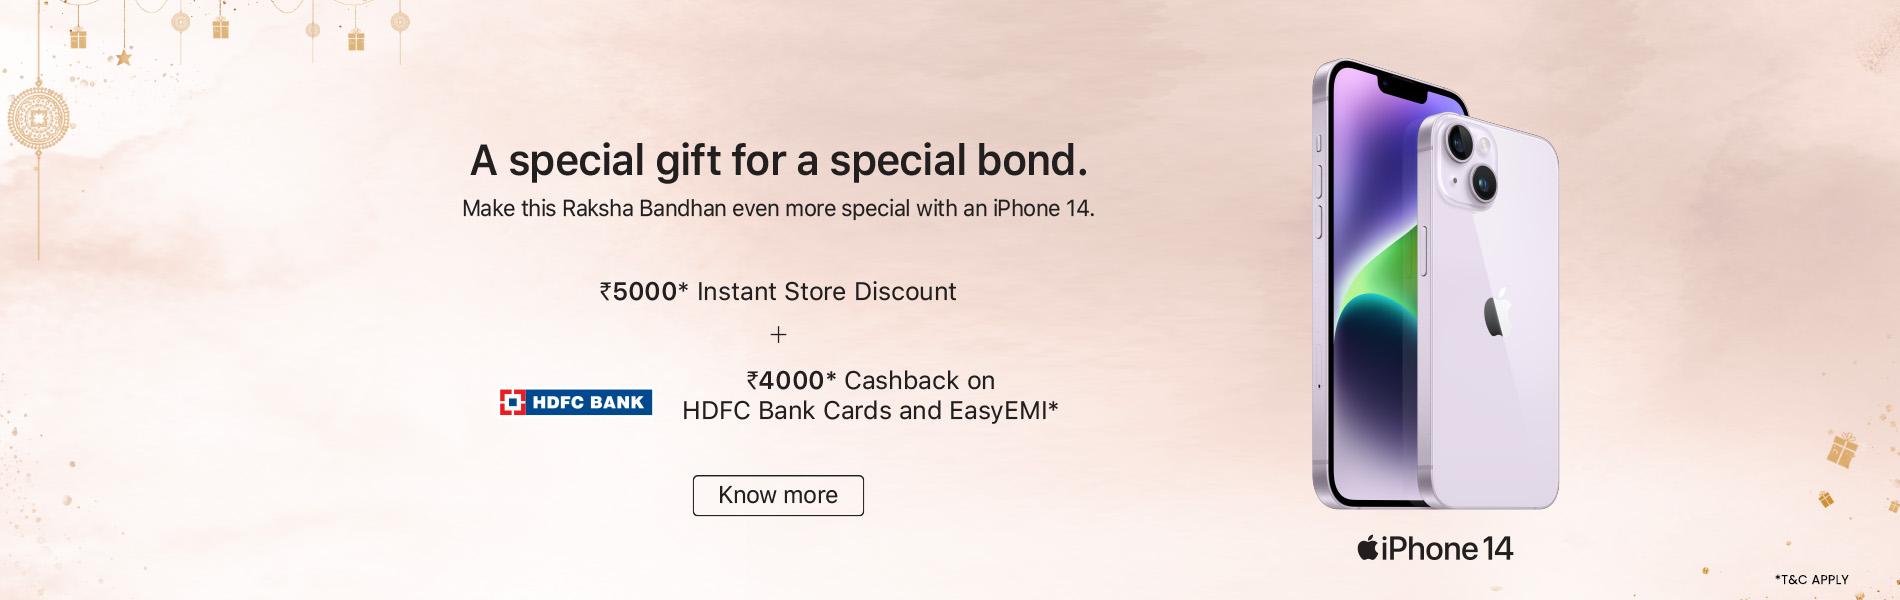 A special gift for a special bond.
Make this Raksha Bandhan even more special with an iPhone 14.
₹5000* Instant Store Discount
+
HDFC BANK
₹4000* Cashback on
HDFC Bank Cards and EasyEMI*
Know more
iPhone 14
*T&C APPLY